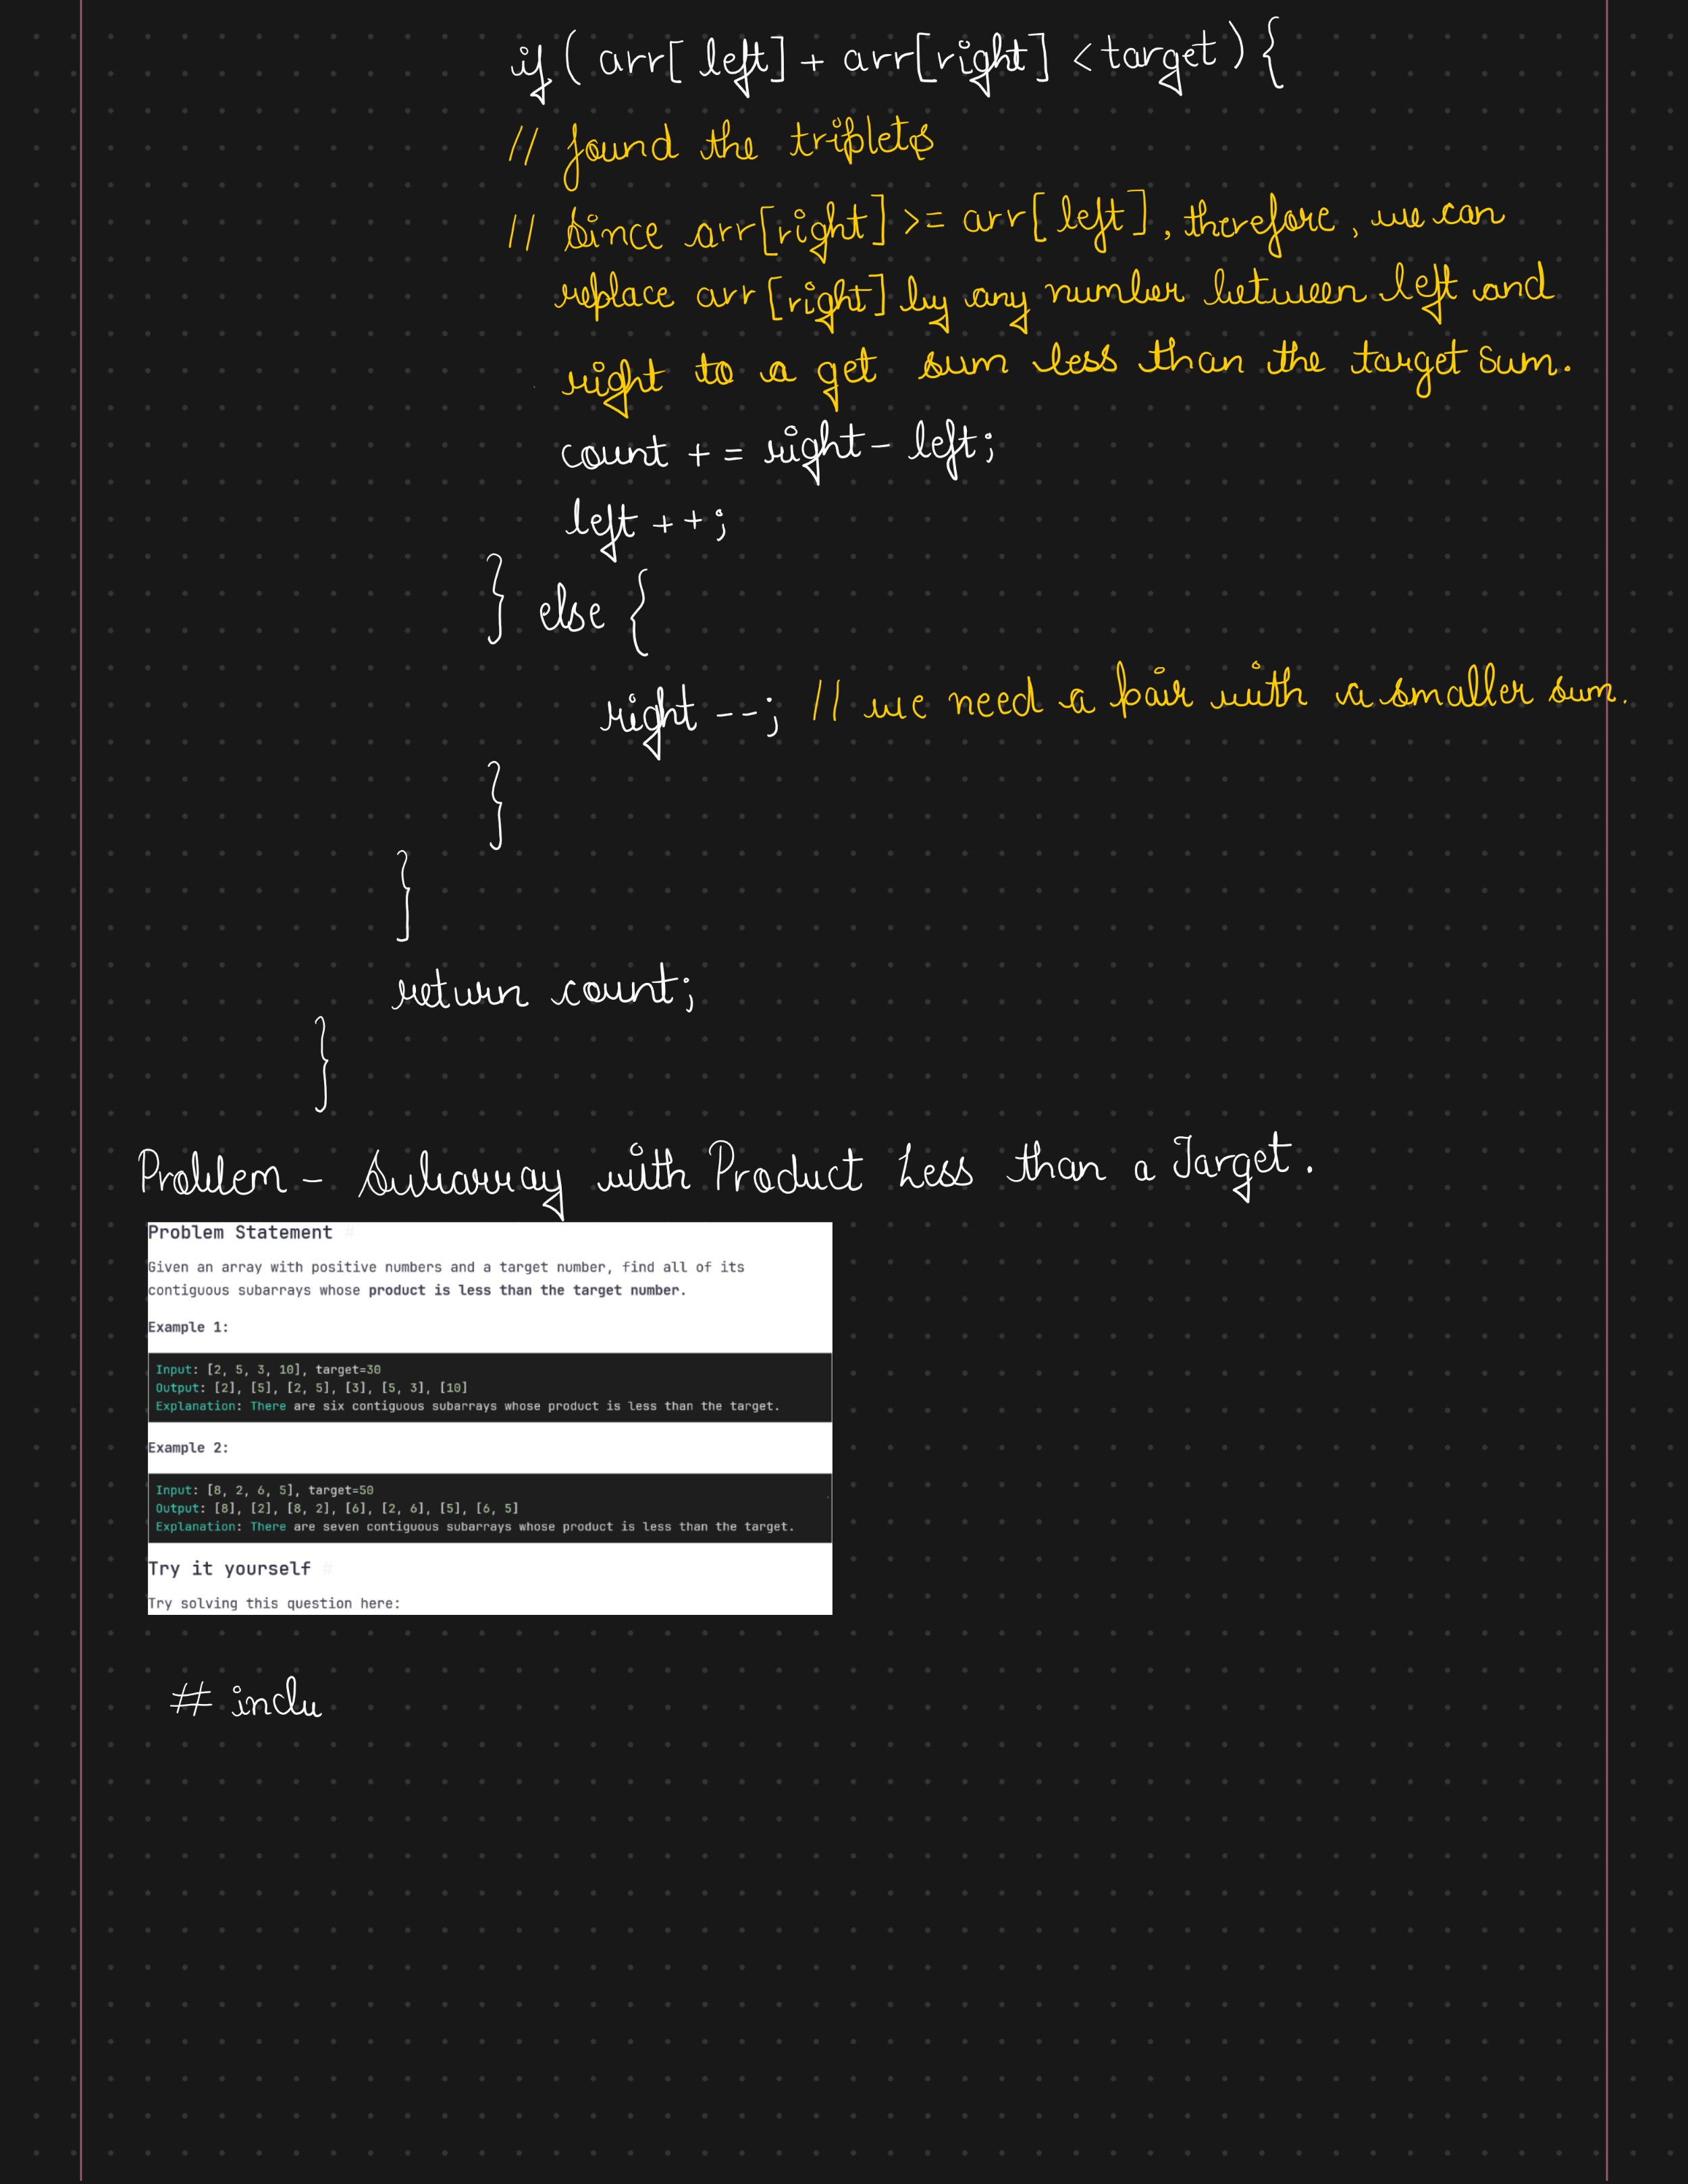 if ( arr[ left] + arr[right] < target ) {
// found the triplets
// Since arr[right] >= arr[ left], therefore, we can
replace arr [right] by any number between left and
right to a get sum less than the target sum.
count + = right - left;
left + +;
} else {
right --; // we need a pair with a smaller sum.
}
}
return count;
}
Problem - Subarray with Product Less than a Target.
Problem Statement #
Given an array with positive numbers and a target number, find all of its
contiguous subarrays whose product is less than the target number.
Example 1:
Input: [2, 5, 3, 10], target=30
Output: [2], [5], [2, 5], [3], [5, 3], [10]
Explanation: There are six contiguous subarrays whose product is less than the target.
Example 2:
Input: [8, 2, 6, 5], target=50
Output: [8], [2], [8, 2], [6], [2, 6], [5], [6, 5]
Explanation: There are seven contiguous subarrays whose product is less than the target.
Try it yourself #
Try solving this question here:
# inclu